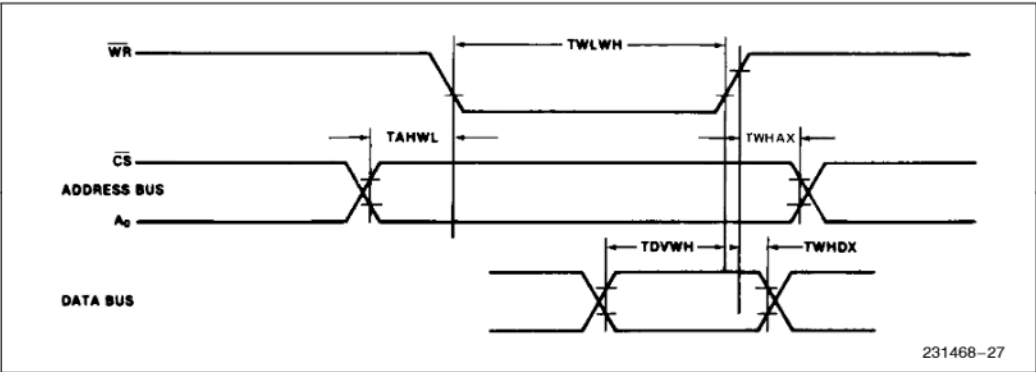 WR
TWLWH
TAHWL
TWHAX
CS
ADDRESS BUS
A0
TDVWH
TWHDX
DATA BUS
231468–27